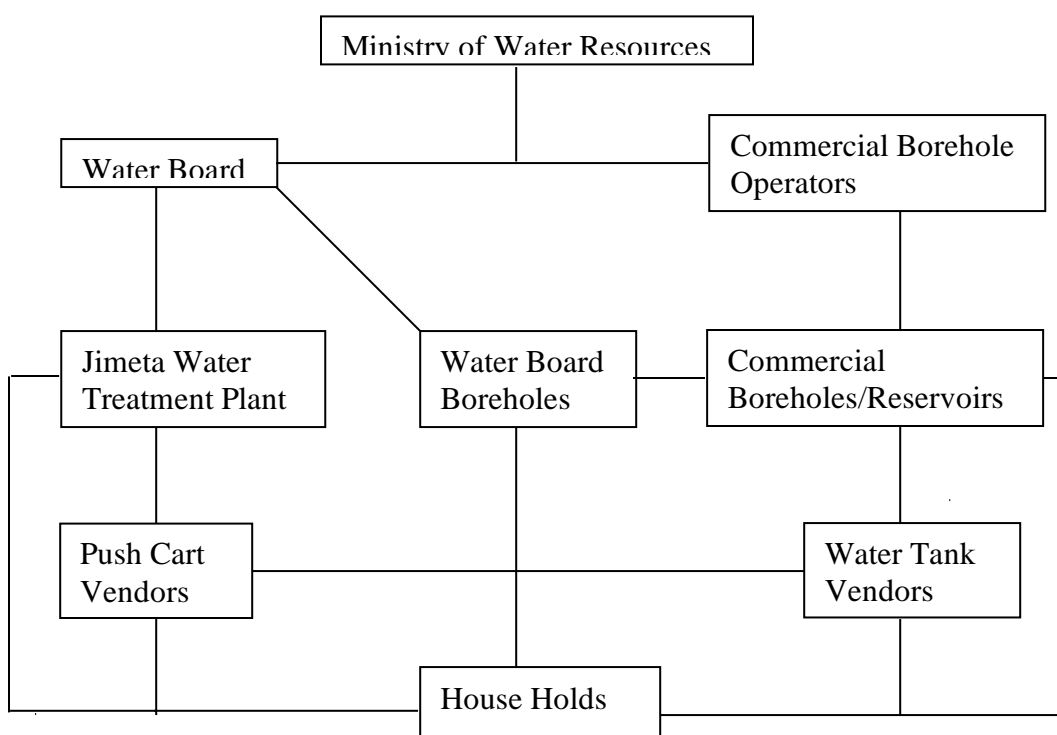 Ministry of Water Resources
Water Board
Commercial Borehole
Operators
Jimeta Water
Treatment Plant
Water Board
Boreholes
Commercial
Boreholes/Reservoirs
Push Cart
Vendors
Water Tank
Vendors
House Holds